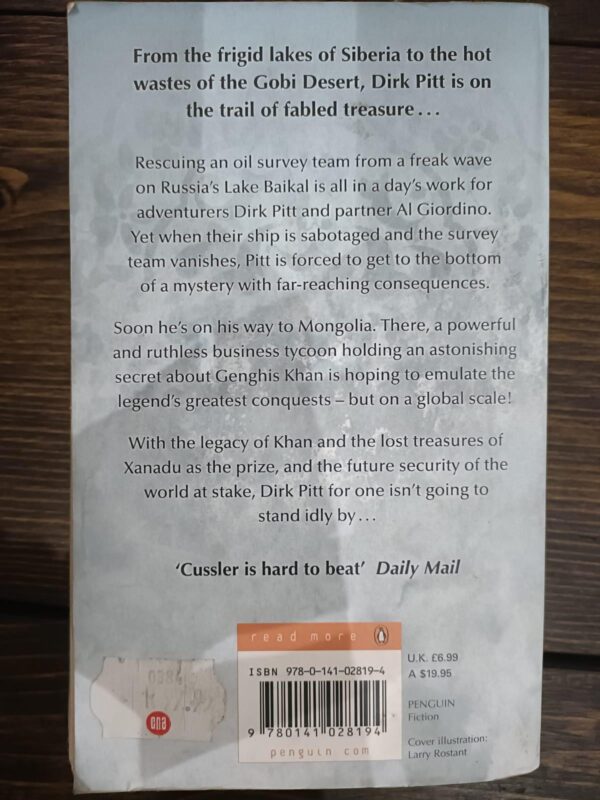 From the frigid lakes of Siberia to the hot
wastes of the Gobi Desert, Dirk Pitt is on
the trail of fabled treasure...
Rescuing an oil survey team from a freak wave
on Russia's Lake Baikal is all in a day's work for
adventurers Dirk Pitt and partner Al Giordino.
Yet when their ship is sabotaged and the survey
team vanishes, Pitt is forced to get to the bottom
of a mystery with far-reaching consequences.
Soon he's on his way to Mongolia. There, a powerful
and ruthless business tycoon holding an astonishing
secret about Genghis Khan is hoping to emulate the
legend's greatest conquests – but on a global scale!
With the legacy of Khan and the lost treasures of
Xanadu as the prize, and the future security of the
world at stake, Dirk Pitt for one isn't going to
stand idly by...
'Cussler is hard to beat' Daily Mail
read more
ISBN 978-0-141-02819-4
9 780141 028194
penguin.com
U.K. £6.99
A $19.95
PENGUIN
Fiction
Cover illustration:
Larry Rostant
cna